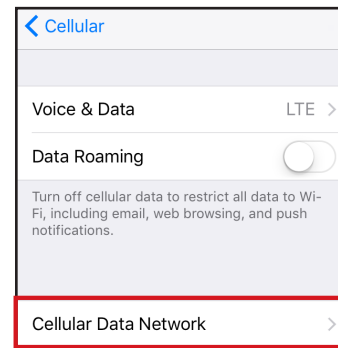 Cellular
Voice & Data LTE
Data Roaming
Turn off cellular data to restrict all data to Wi-
Fi, including email, web browsing, and push
notifications.
Cellular Data Network